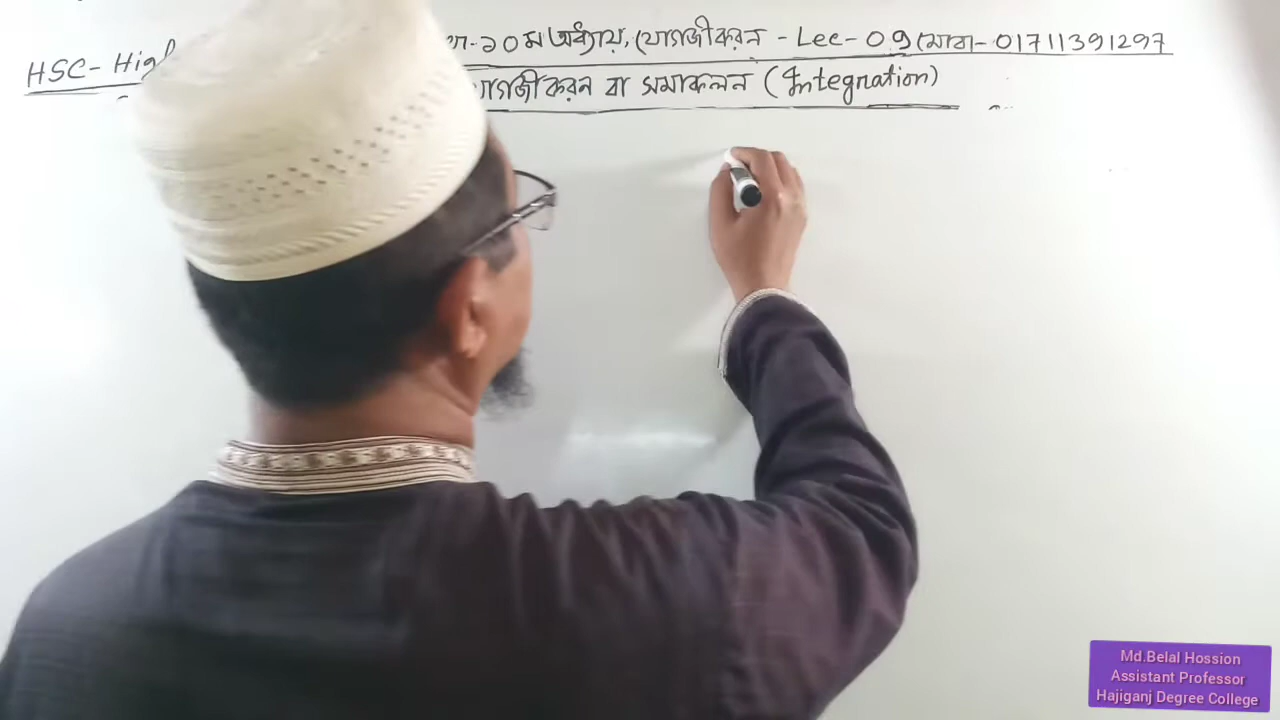 HSC- High ১০ম অধ্যায়, যোগজীকরন - Lec- 09 (মোবা- 01711391297
যোগজীকরন বা সমাকলন (Integration)
Md.Belal Hossion
Assistant Professor
Hajiganj Degree College